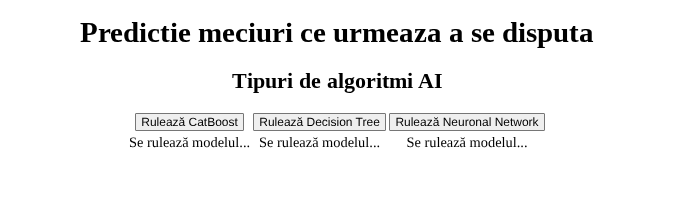 Predictie meciuri ce urmeaza a se disputa
Tipuri de algoritmi AI
Rulează CatBoost Rulează Decision Tree Rulează Neuronal Network
Se rulează modelul... Se rulează modelul... Se rulează modelul...